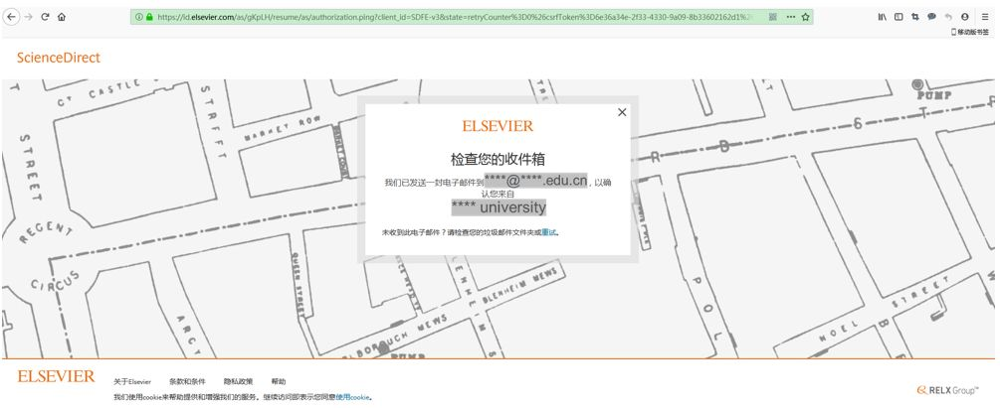 https://id.elsevier.com/as/gKpLH/resume/as/authorization.ping?client_id=SDFE-v3&state=retryCounter%3D0%26csrfToken%3D6e36a34e-2f33-4330-9a09-8b33602162d1%26
移动版书签
ScienceDirect
CASTLE
STREET
STREET
MARKET ROW
MARKET COURT
PUMP
REGENT
CIRCUS
QUEEN STREET
BLENHEIM MEWS
MEWS
PUMP
POL
NOEL
STREET
ARGY
ELSEVIER
检查您的收件箱
我们已发送一封电子邮件到****@****.edu.cn, 以确
认您来自
**** university
未收到此电子邮件？请检查您的垃圾邮件文件夹或重试。
ELSEVIER
关于Elsevier 条款和条件 隐私政策 帮助
我们使用cookie来帮助提供和增强我们的服务。继续访问即表示您同意使用cookie。
RELX Group™